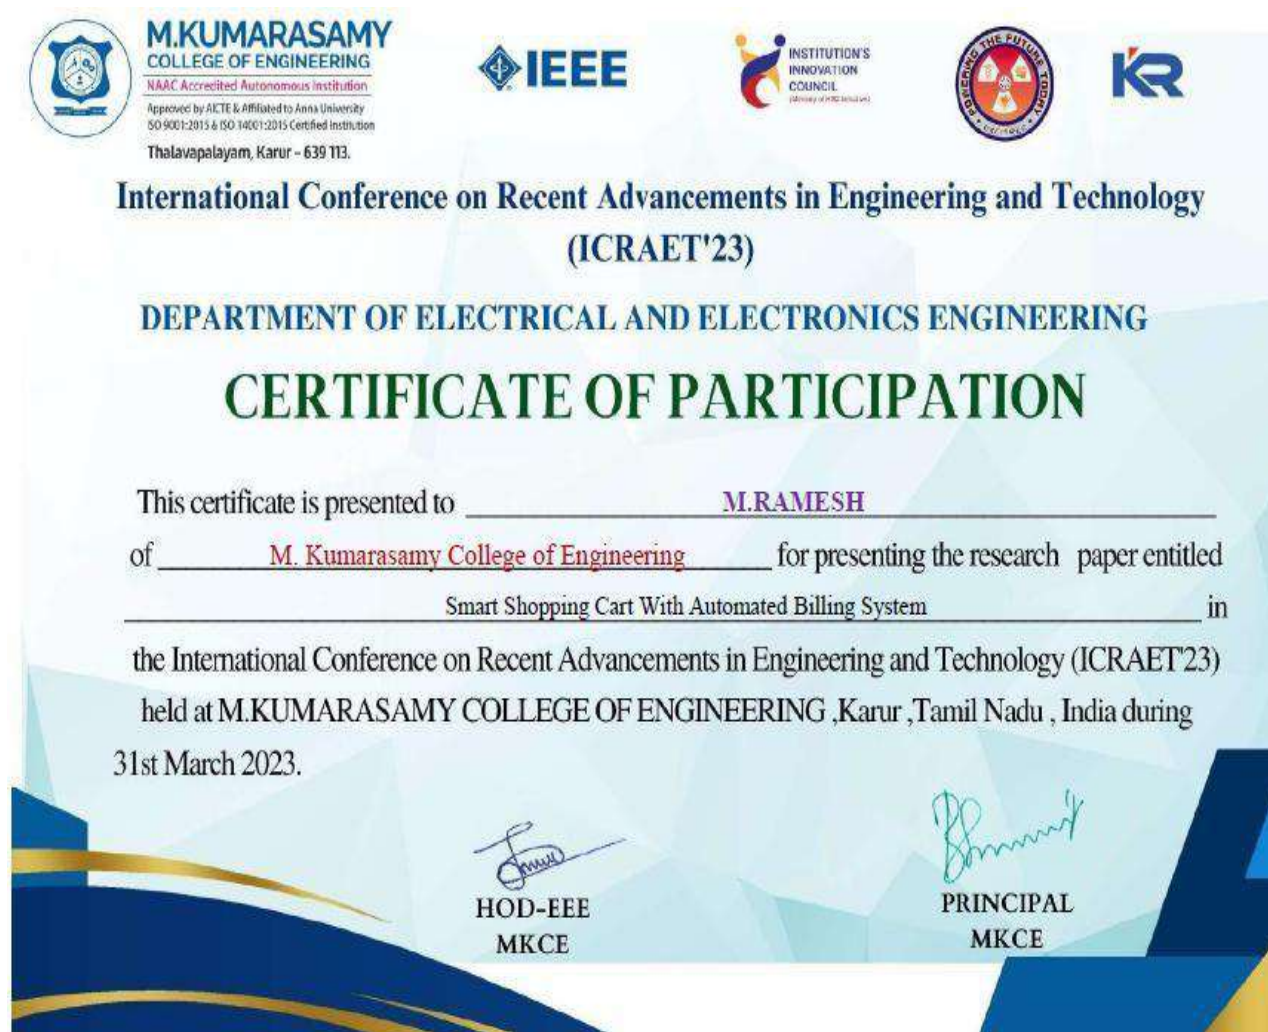 M.KUMARASAMY
COLLEGE OF ENGINEERING
NAAC Accredited Autonomous Institution
Approved by AICTE & Affiliated to Anna University
ISO 9001:2015 & ISO 14001:2015 Certified Institution
Thalavapalayam, Karur – 639 113.
IEEE
INSTITUTION'S
INNOVATION
COUNCIL
POWERING THE FUTURE TODAY
KR
International Conference on Recent Advancements in Engineering and Technology
(ICRAET'23)
DEPARTMENT OF ELECTRICAL AND ELECTRONICS ENGINEERING
CERTIFICATE OF PARTICIPATION
This certificate is presented to M.RAMESH
of M. Kumarasamy College of Engineering for presenting the research paper entitled
Smart Shopping Cart With Automated Billing System in
the International Conference on Recent Advancements in Engineering and Technology (ICRAET'23)
held at M.KUMARASAMY COLLEGE OF ENGINEERING ,Karur ,Tamil Nadu , India during
31st March 2023.
HOD-EEE
MKCE
PRINCIPAL
MKCE